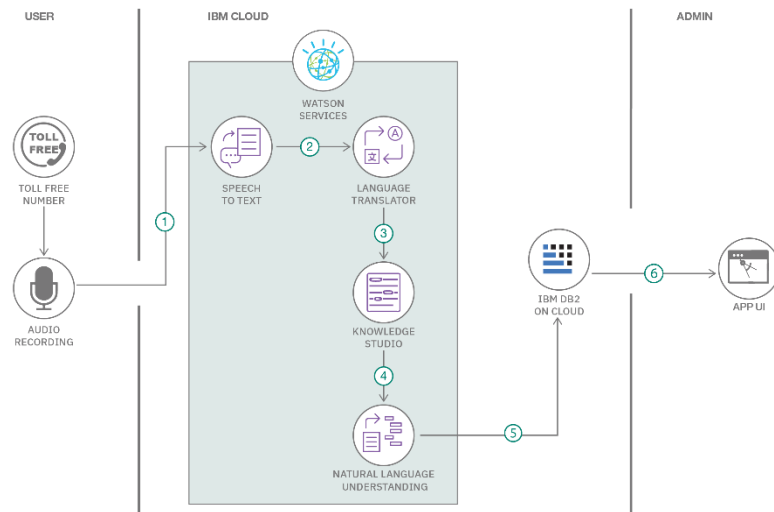 USER
IBM CLOUD
ADMIN
WATSON
SERVICES
TOLL
FREE
TOLL FREE
NUMBER
SPEECH
TO TEXT
2
A
文
LANGUAGE
TRANSLATOR
1
3
AUDIO
RECORDING
KNOWLEDGE
STUDIO
IBM DB2
ON CLOUD
6
APP UI
4
5
NATURAL LANGUAGE
UNDERSTANDING